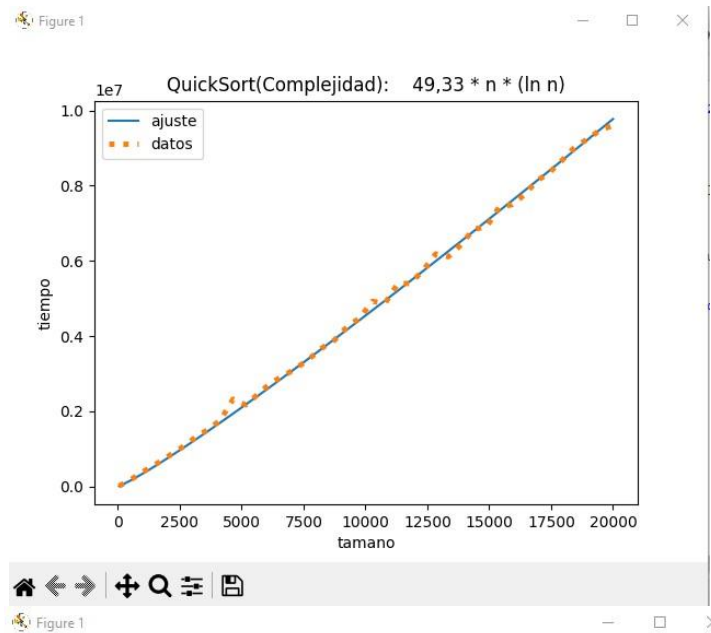 Figure 1
QuickSort(Complejidad): 49,33 * n * (ln n)
1e7
ajuste
datos
1.0
0.8
0.6
0.4
0.2
0.0
tiempo
0 2500 5000 7500 10000 12500 15000 17500 20000
tamano
Figure 1